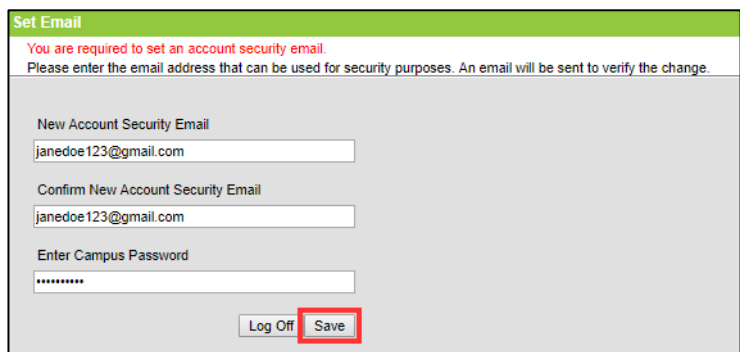 Set Email
You are required to set an account security email.
Please enter the email address that can be used for security purposes. An email will be sent to verify the change.
New Account Security Email
janedoe123@gmail.com
Confirm New Account Security Email
janedoe123@gmail.com
Enter Campus Password
••••••••••
Log Off Save